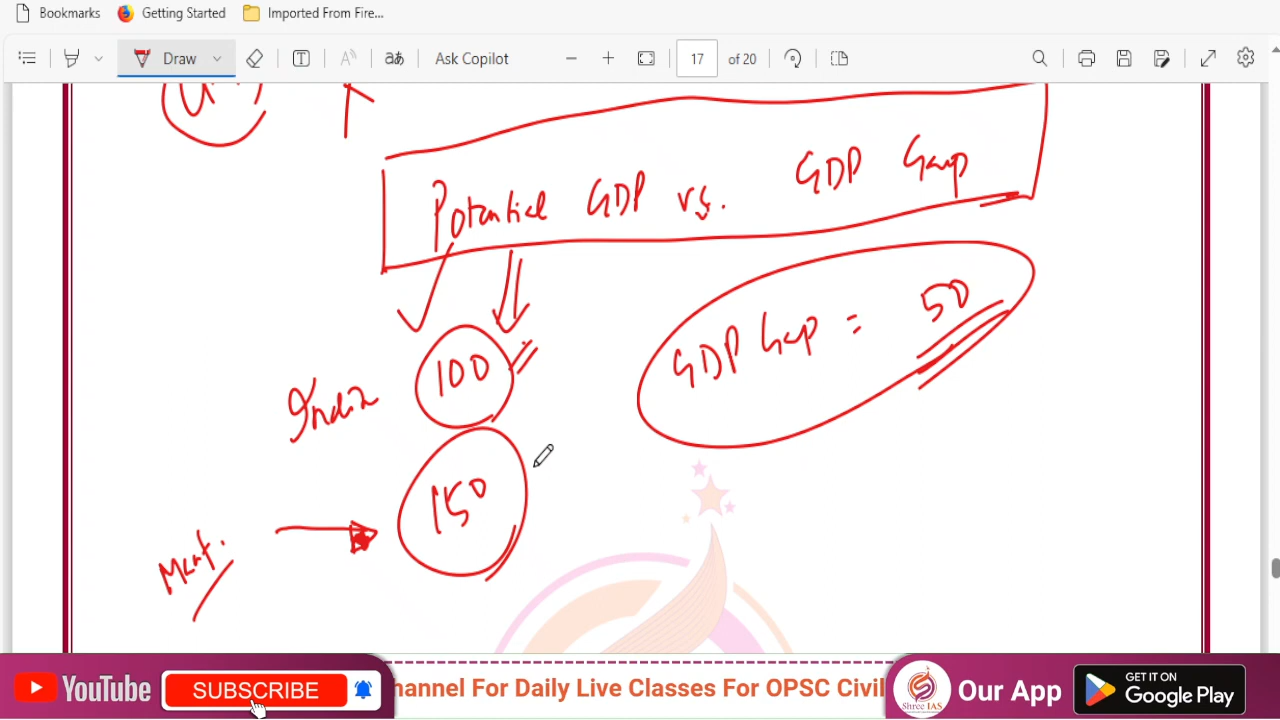 Bookmarks Getting Started Imported From Fire...
Draw Ask Copilot 17 of 20
Potential GDP vs. GDP Gap
GDP Gap = 50
100
India
150
YouTube SUBSCRIBE hannel For Daily Live Classes For OPSC Civil Shree IAS Our App GET IT ON Google Play